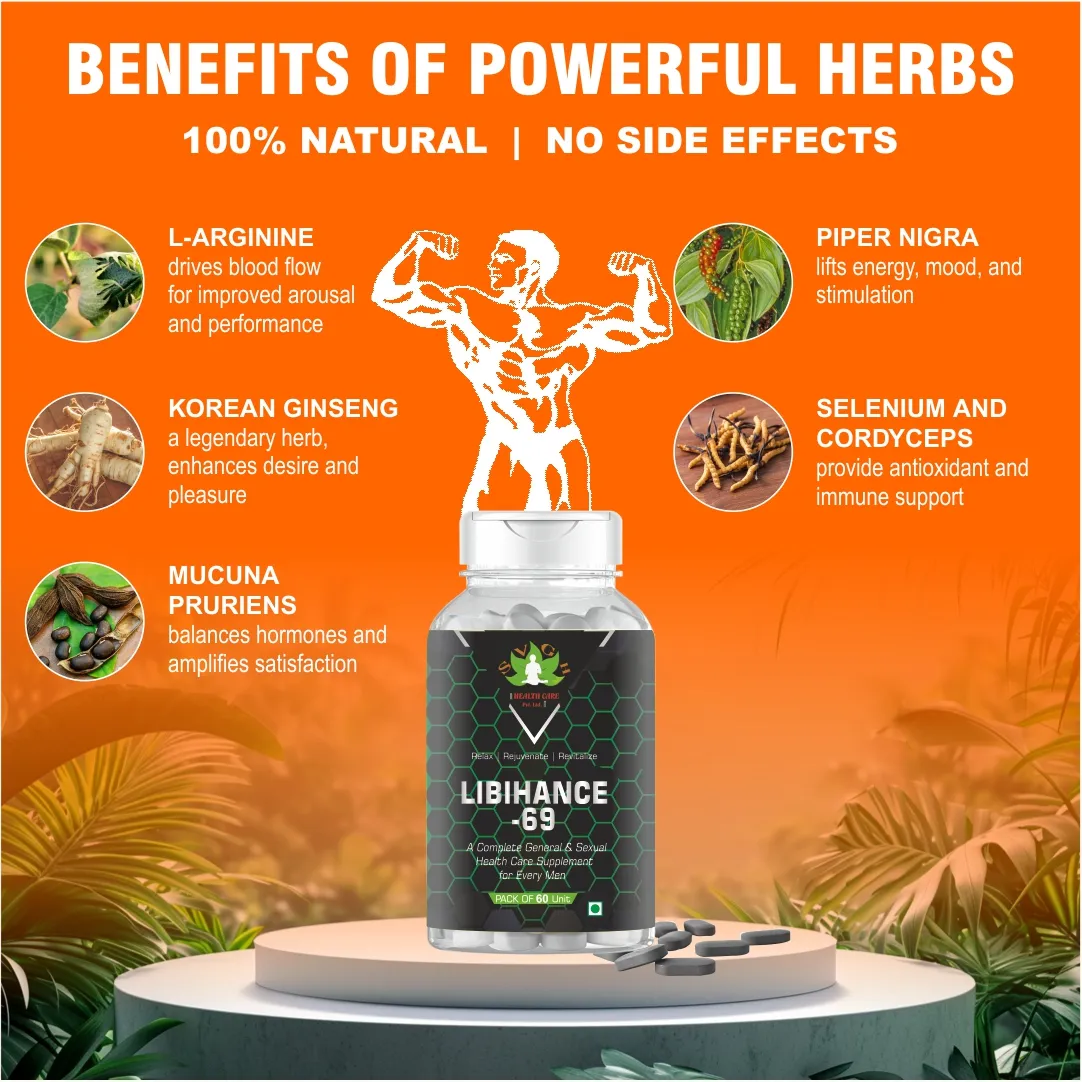 BENEFITS OF POWERFUL HERBS
100% NATURAL | NO SIDE EFFECTS
L-ARGININE
drives blood flow
for improved arousal
and performance
KOREAN GINSENG
a legendary herb,
enhances desire and
pleasure
MUCUNA
PRURIENS
balances hormones and
amplifies satisfaction
PIPER NIGRA
lifts energy, mood, and
stimulation
SELENIUM AND
CORDYCEPS
provide antioxidant and
immune support
SVGH
HEALTH CARE
Pvt. Ltd.
Relax | Rejuvenate | Revitalize
LIBIHANCE
-69
A Complete General & Sexual
Health Care Supplement
for Every Men
PACK OF 60 Unit